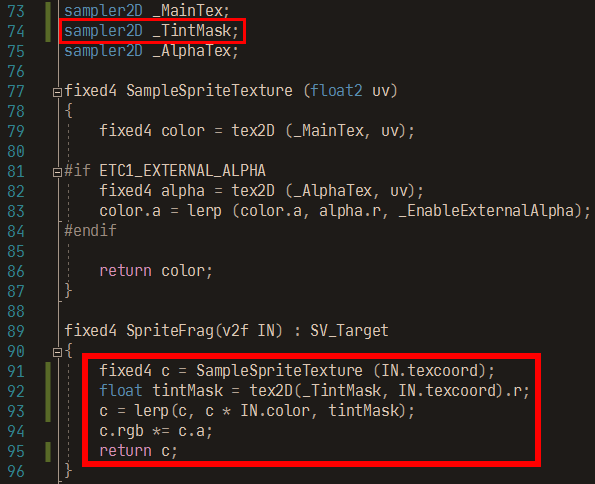 73 sampler2D _MainTex;
74 sampler2D _TintMask;
75 sampler2D _AlphaTex;
76
77 fixed4 SampleSpriteTexture (float2 uv)
78 {
79 fixed4 color = tex2D (_MainTex, uv);
80
81 #if ETC1_EXTERNAL_ALPHA
82 fixed4 alpha = tex2D (_AlphaTex, uv);
83 color.a = lerp (color.a, alpha.r, _EnableExternalAlpha);
84 #endif
85
86 return color;
87 }
88
89 fixed4 SpriteFrag(v2f IN) : SV_Target
90 {
91 fixed4 c = SampleSpriteTexture (IN.texcoord);
92 float tintMask = tex2D(_TintMask, IN.texcoord).r;
93 c = lerp(c, c * IN.color, tintMask);
94 c.rgb *= c.a;
95 return c;
96 }